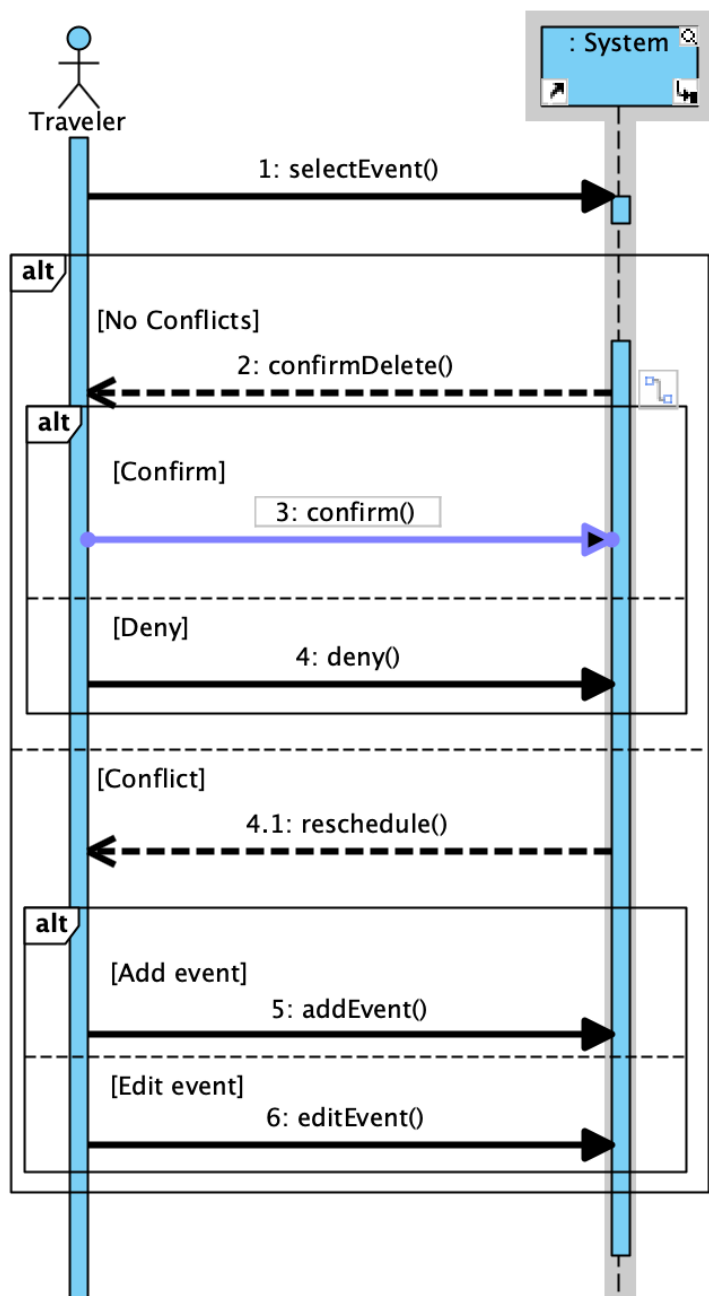 : System
Traveler
1: selectEvent()
alt
[No Conflicts]
2: confirmDelete()
alt
[Confirm]
3: confirm()
[Deny]
4: deny()
[Conflict]
4.1: reschedule()
alt
[Add event]
5: addEvent()
[Edit event]
6: editEvent()